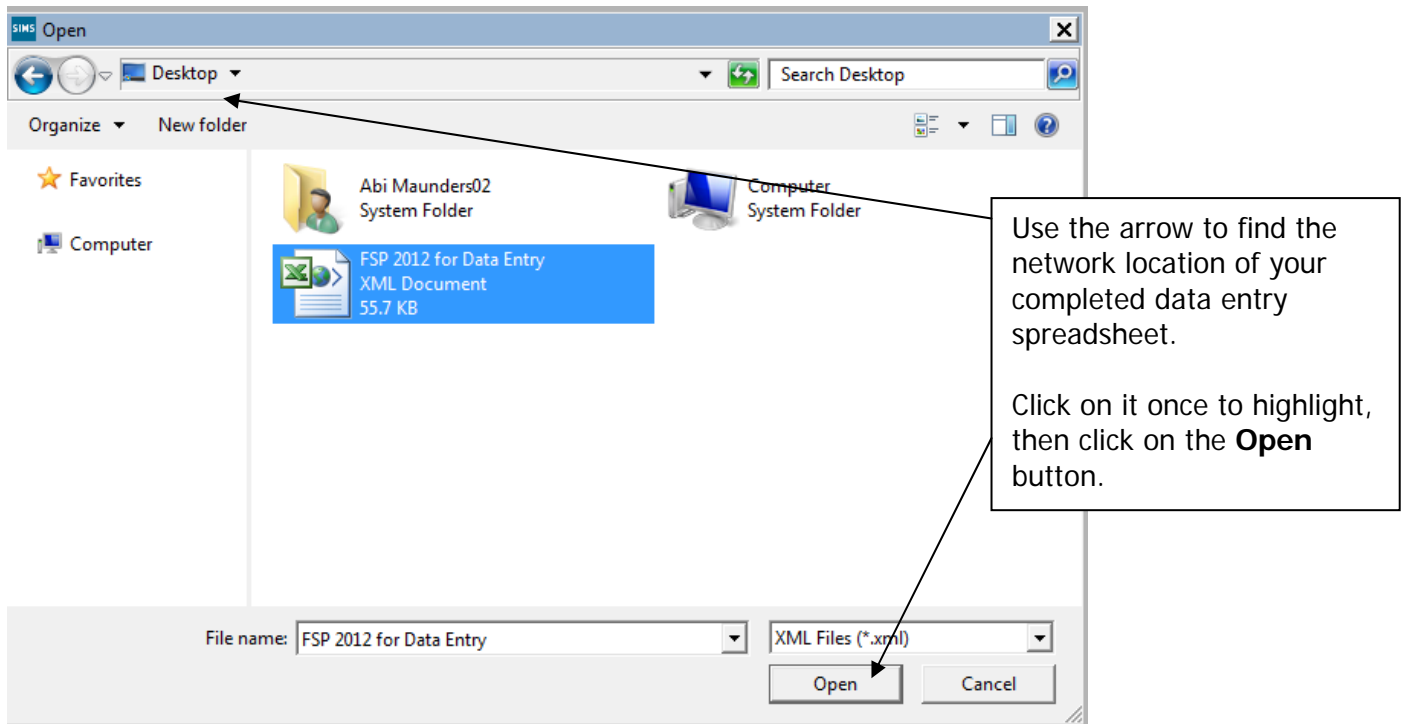 SIMS Open
Desktop
Search Desktop
Organize New folder
Favorites
Computer
Abi Maunders02
System Folder
Computer
System Folder
FSP 2012 for Data Entry
XML Document
55.7 KB
Use the arrow to find the
network location of your
completed data entry
spreadsheet.
Click on it once to highlight,
then click on the Open
button.
File name: FSP 2012 for Data Entry XML Files (*.xml)
Open Cancel